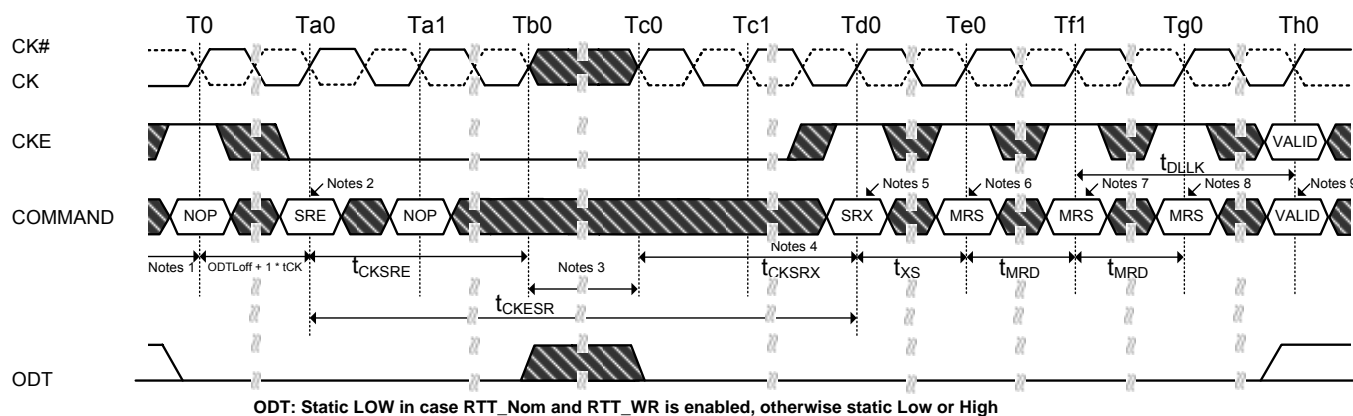 T0 Ta0 Ta1 Tb0 Tc0 Tc1 Td0 Te0 Tf1 Tg0 Th0
CK#
CK
CKE
VALID
tDLLK
Notes 2 Notes 5 Notes 6 Notes 7 Notes 8 Notes 9
COMMAND
NOP SRE NOP SRX MRS MRS MRS VALID
Notes 1 ODTLoff + 1 * tCK tCKSRE Notes 3 Notes 4 tCKSRX tXS tMRD tMRD
tCKESR
ODT
ODT: Static LOW in case RTT_Nom and RTT_WR is enabled, otherwise static Low or High